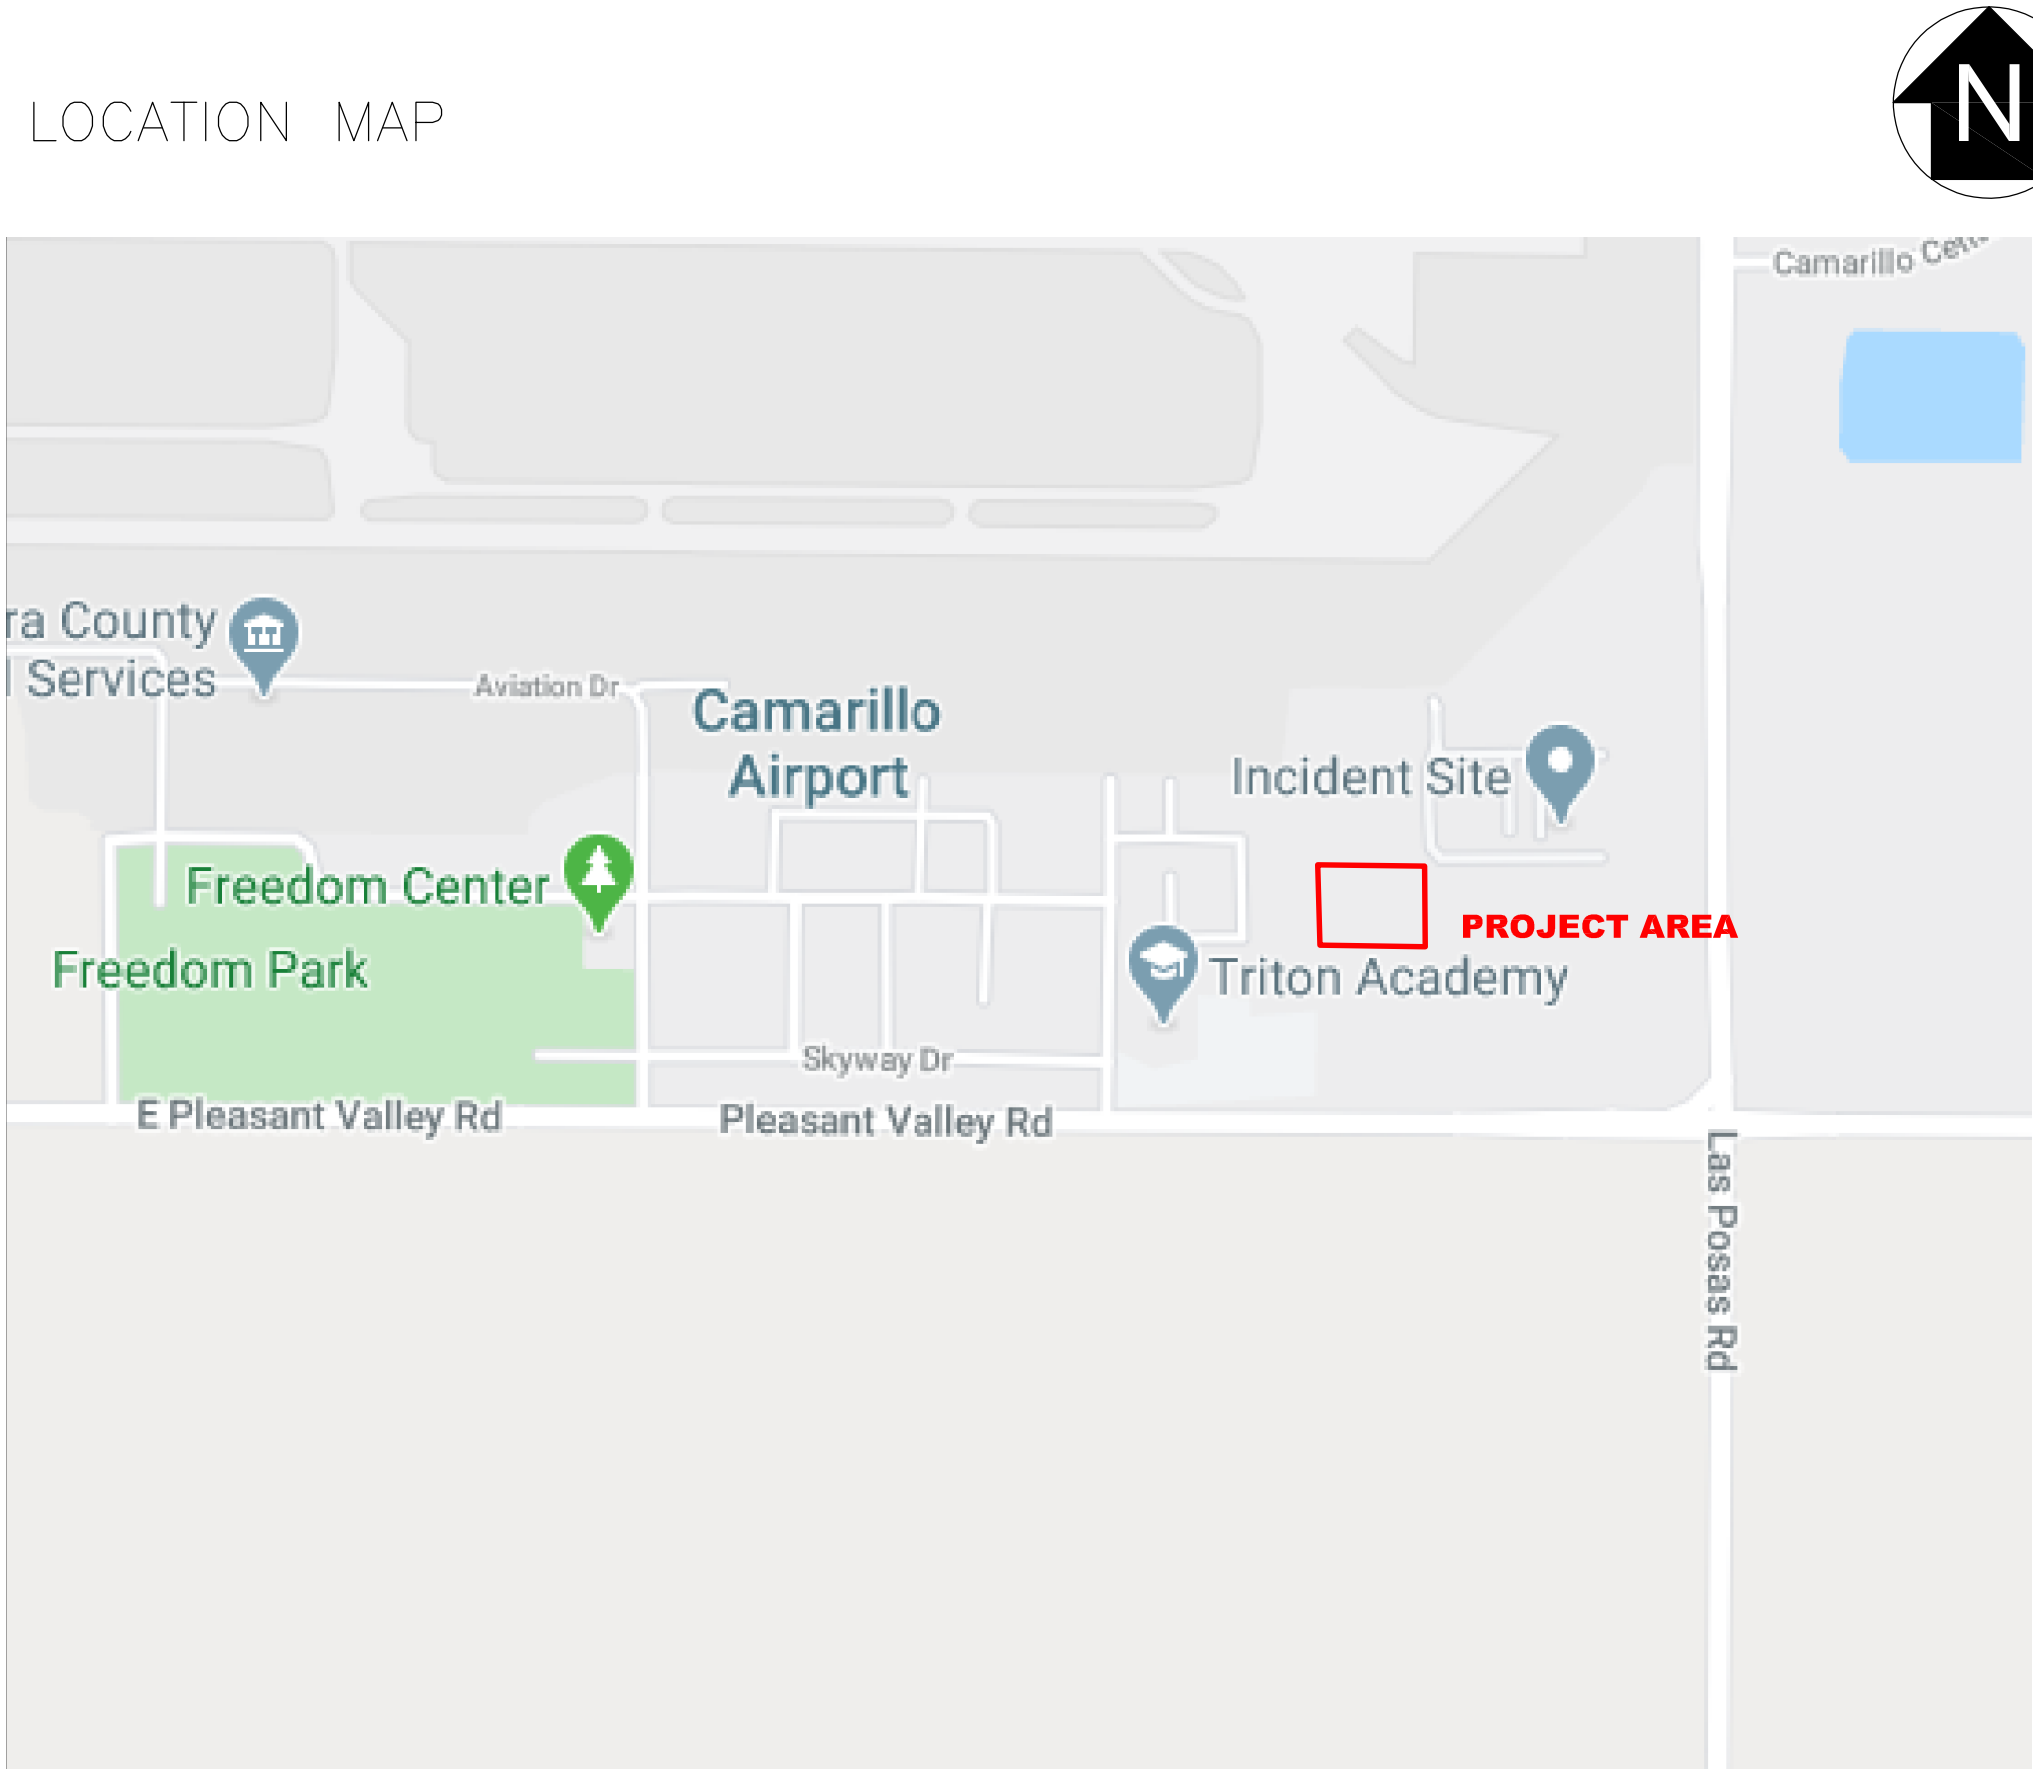 N
LOCATION MAP
Camarillo
ra County
l Services
Aviation Dr
Camarillo
Airport
Incident Site
Freedom Center
PROJECT AREA
Freedom Park
Triton Academy
Skyway Dr
E Pleasant Valley Rd
Pleasant Valley Rd
Las Posas Rd